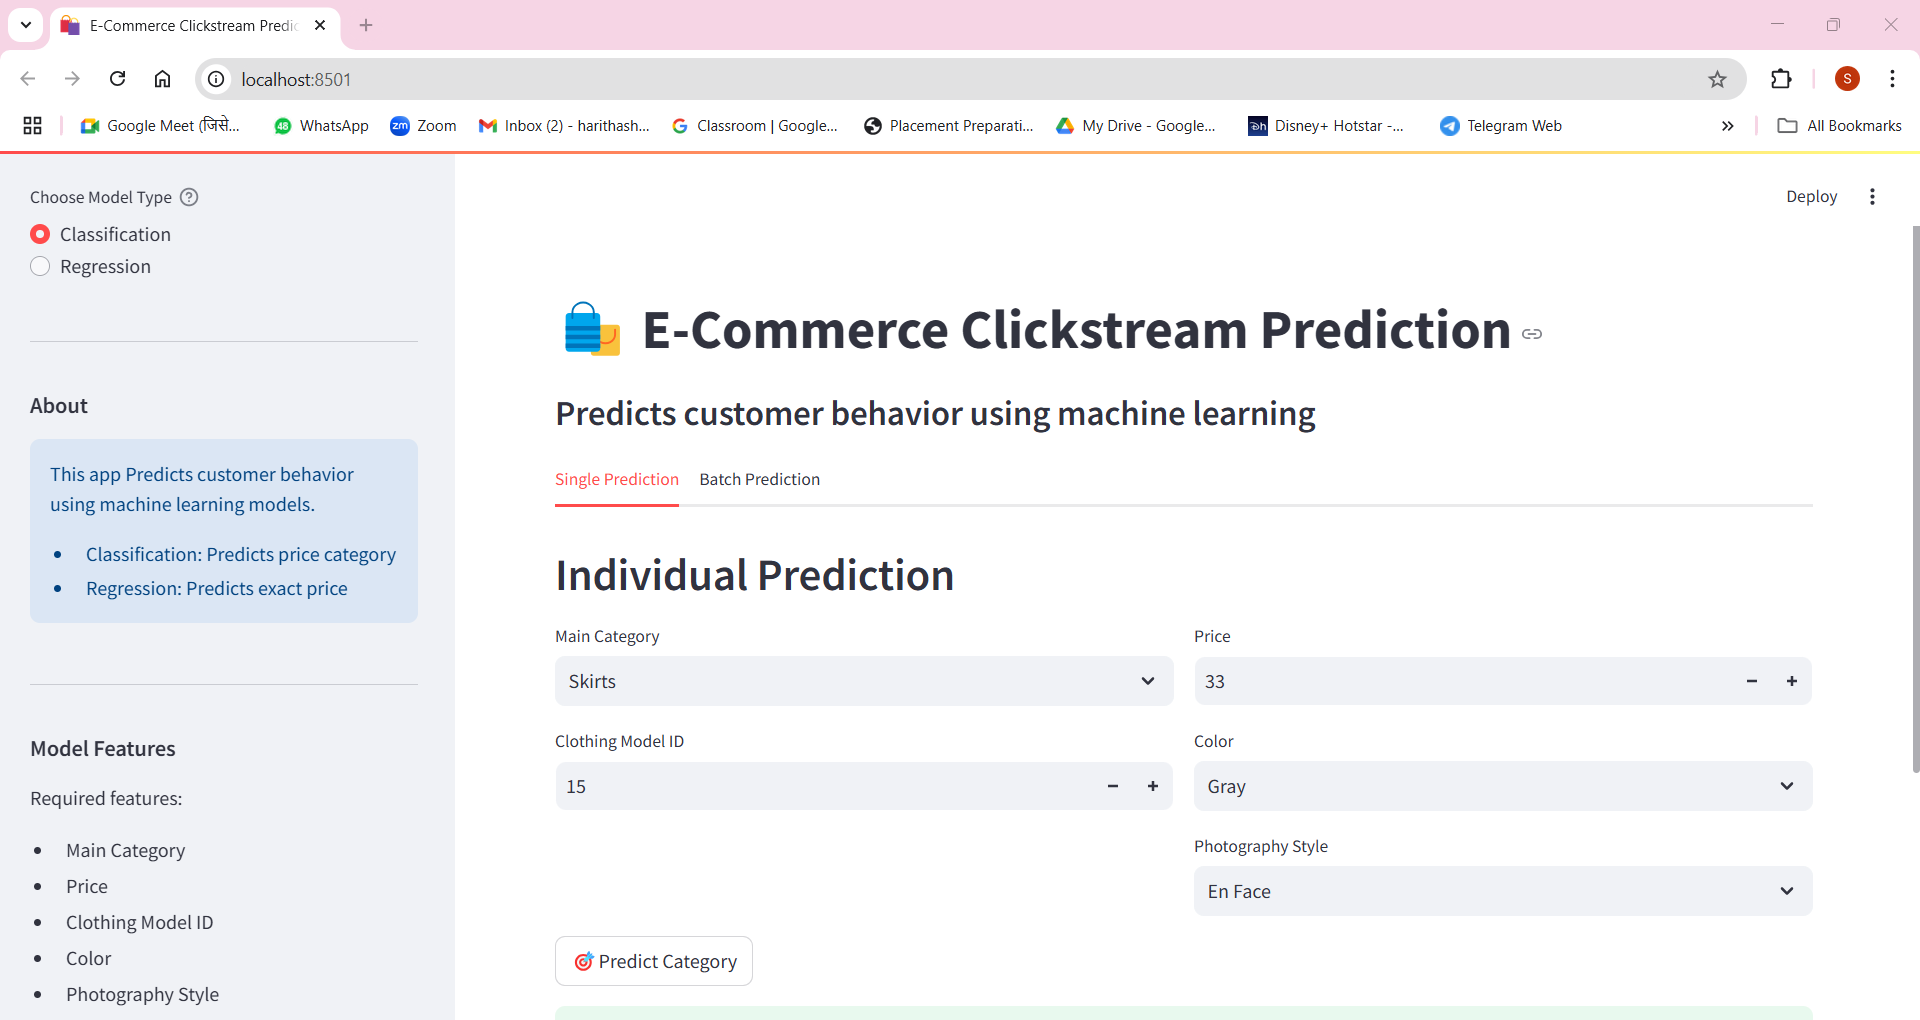 E-Commerce Clickstream Predic
localhost:8501
S
Google Meet (जिसे...
48 WhatsApp
zm Zoom
Inbox (2) - harithash...
Classroom | Google...
Placement Preparati...
My Drive - Google...
Disney+ Hotstar -...
Telegram Web
All Bookmarks
Choose Model Type
Classification
Regression
About
This app Predicts customer behavior
using machine learning models.
Classification: Predicts price category
Regression: Predicts exact price
Model Features
Required features:
Main Category
Price
Clothing Model ID
Color
Photography Style
Deploy
E-Commerce Clickstream Prediction
Predicts customer behavior using machine learning
Single Prediction Batch Prediction
Individual Prediction
Main Category
Skirts
Price
33
Clothing Model ID
15
Color
Gray
Photography Style
En Face
Predict Category